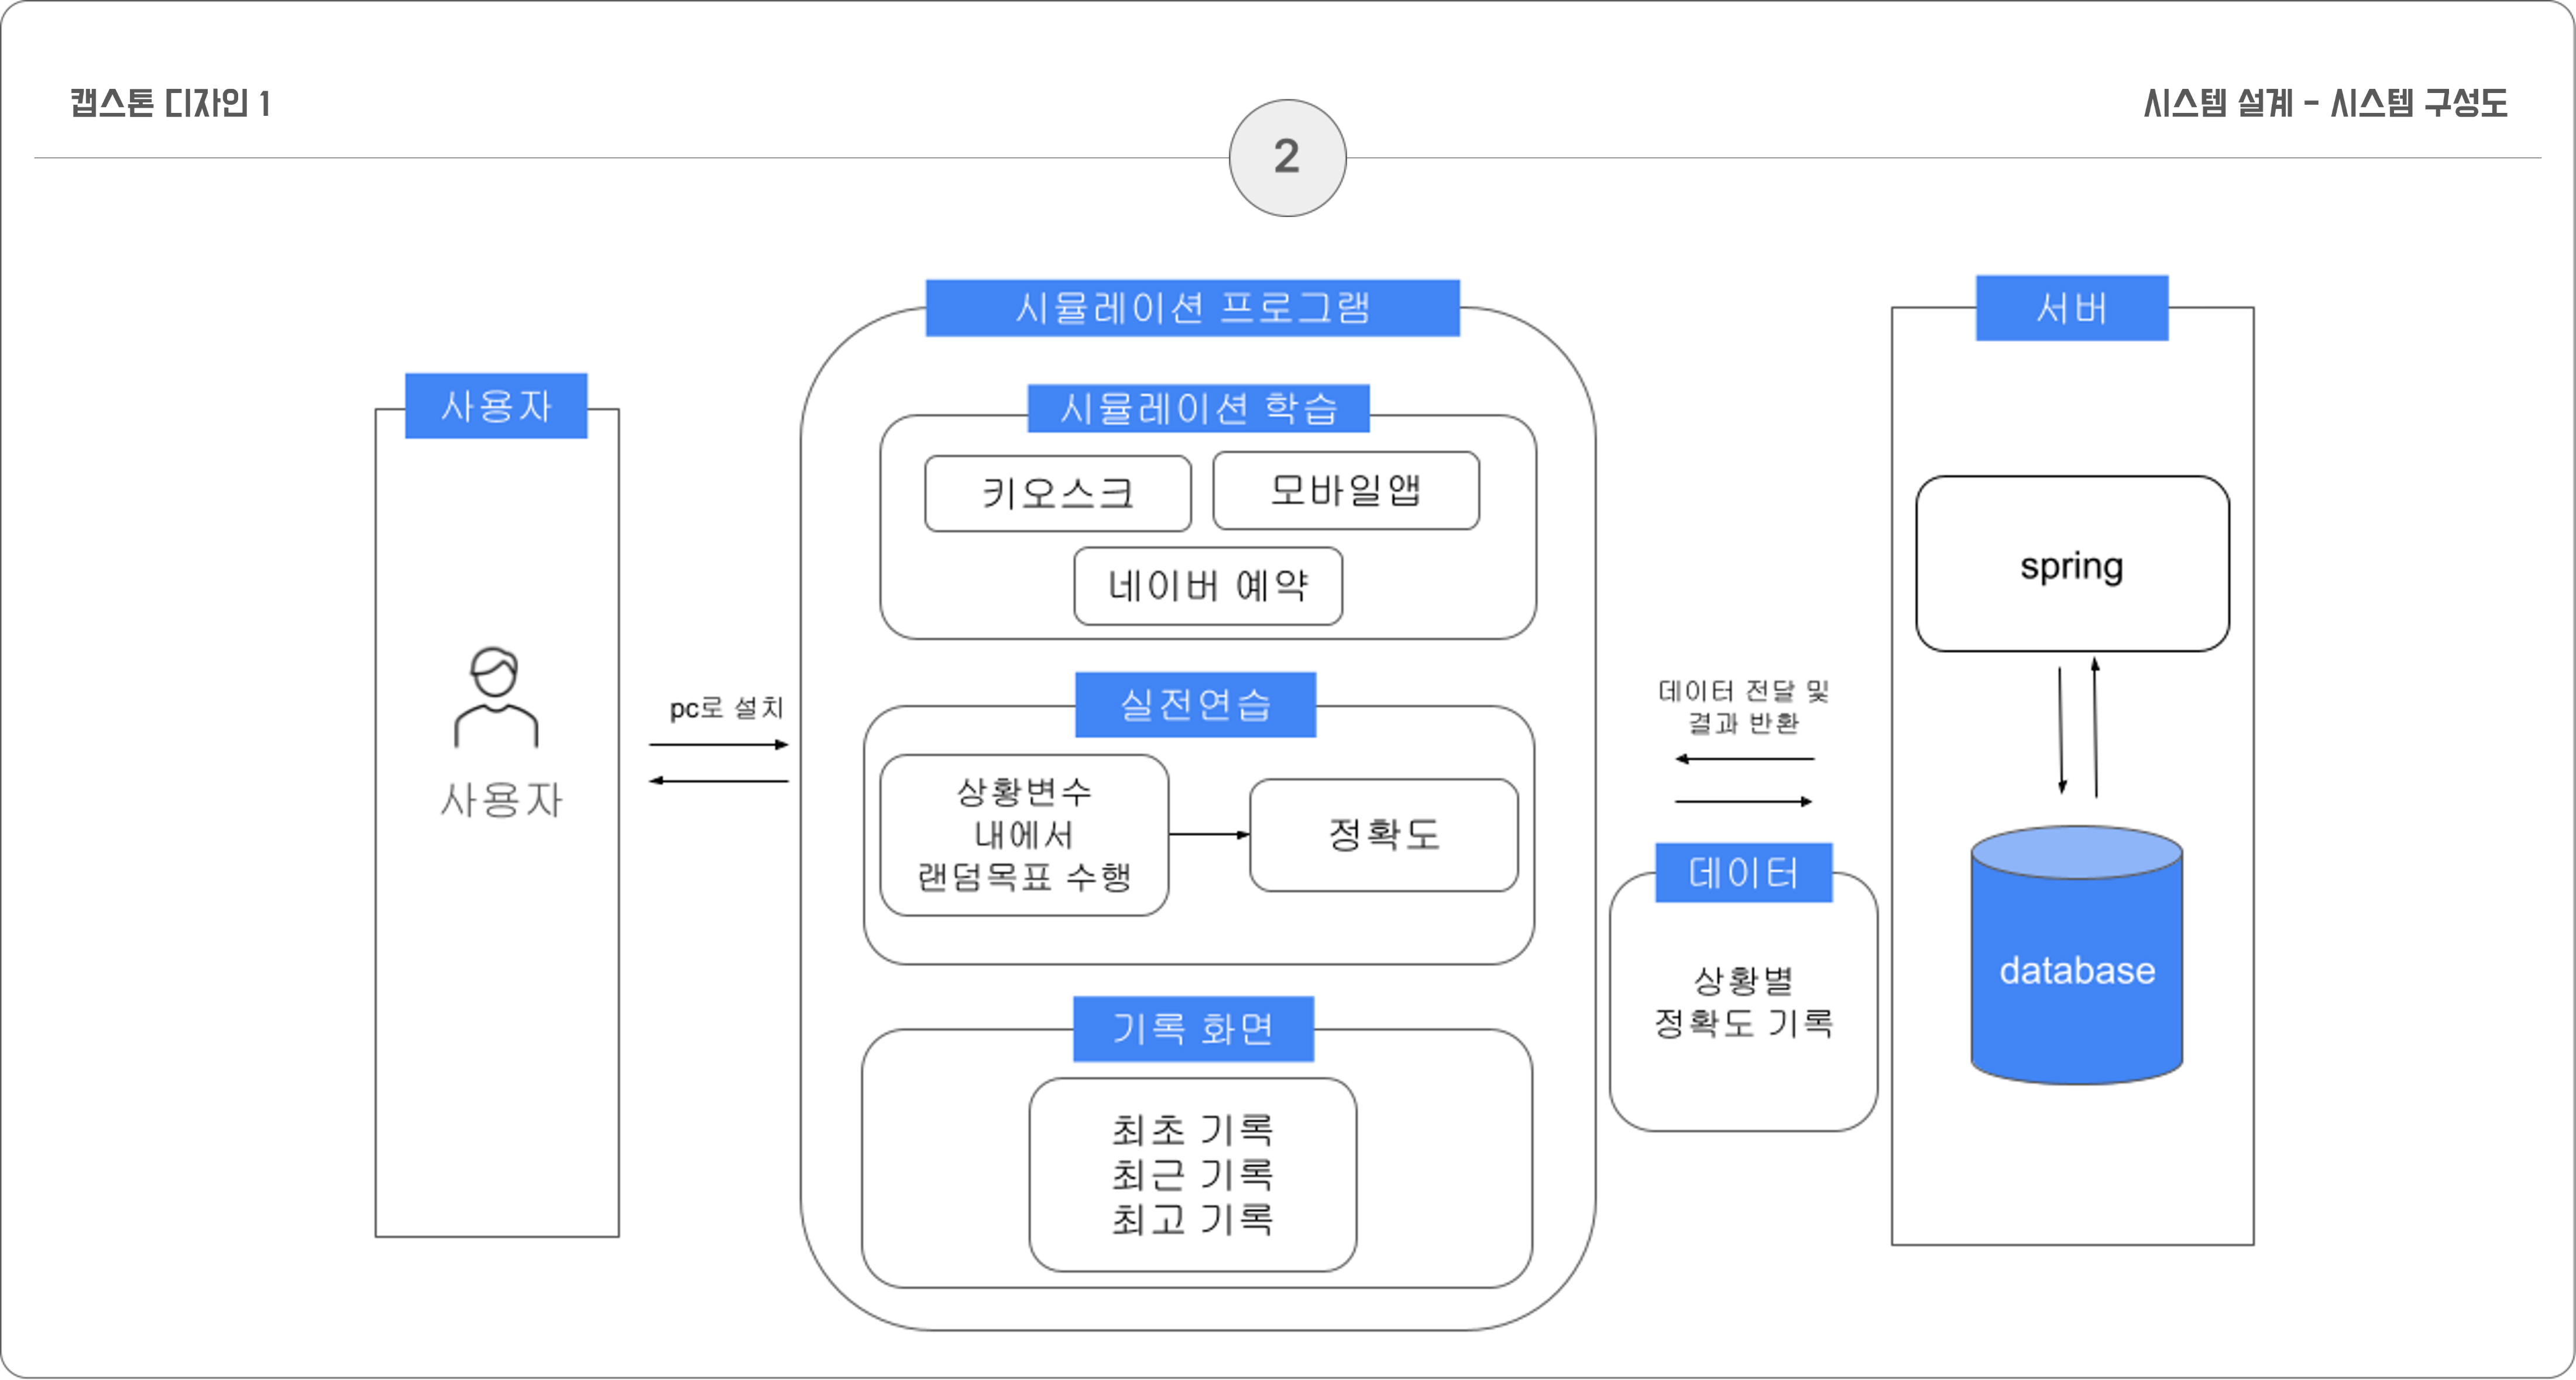 캡스톤 디자인 1
시스템 설계 - 시스템 구성도
2
사용자
사용자
pc로 설치
시뮬레이션 프로그램
시뮬레이션 학습
키오스크
모바일앱
네이버 예약
실전연습
상황변수
내에서
랜덤목표 수행
정확도
기록 화면
최초 기록
최근 기록
최고 기록
데이터 전달 및
결과 반환
데이터
상황별
정확도 기록
서버
spring
database